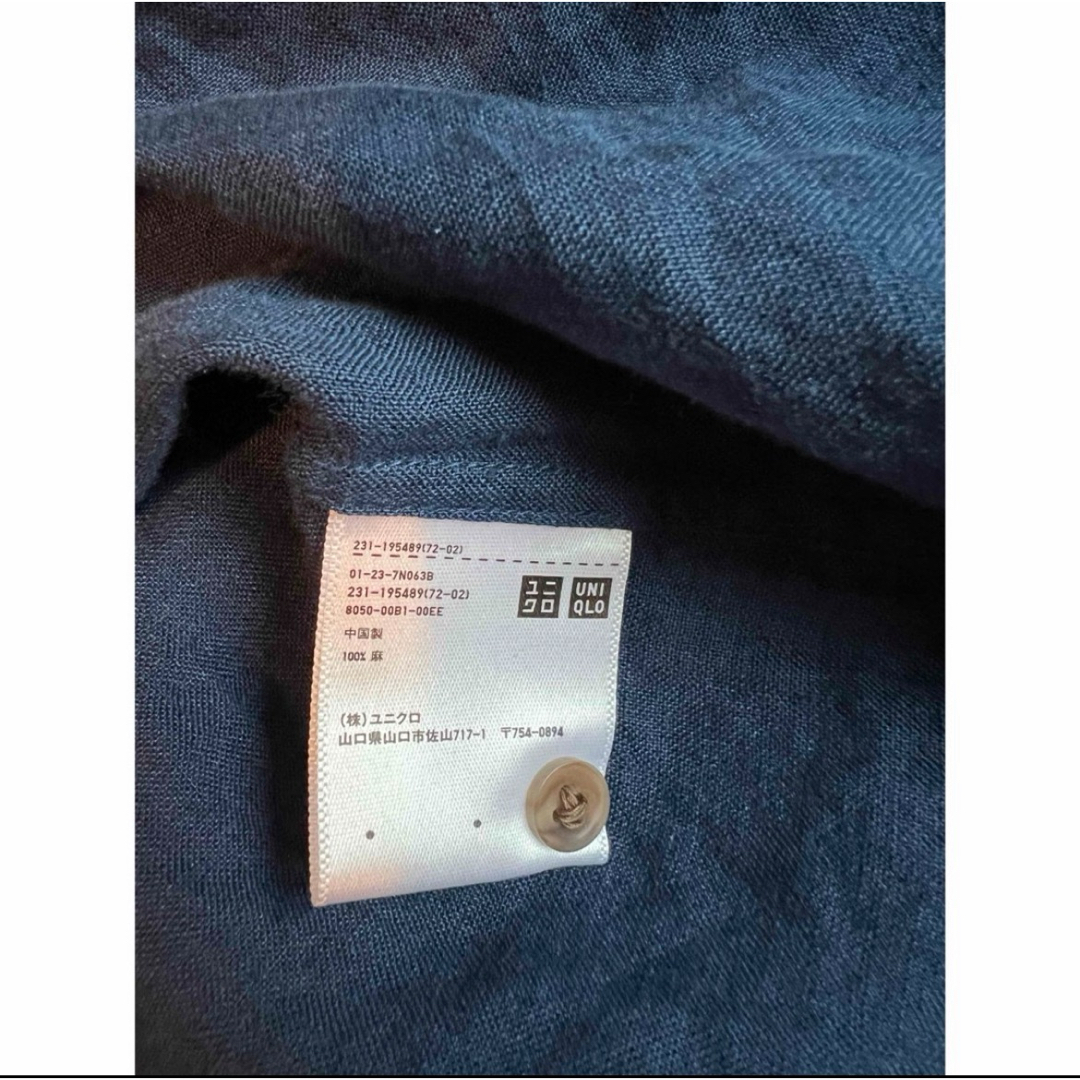 231-195489(72-02)
01-23-7N063B
231-195489(72-02)
8050-00B1-00EE
ユニクロ
UNIQLO
中国製
100% 麻
(株)ユニクロ
山口県山口市佐山717-1 〒754-0894